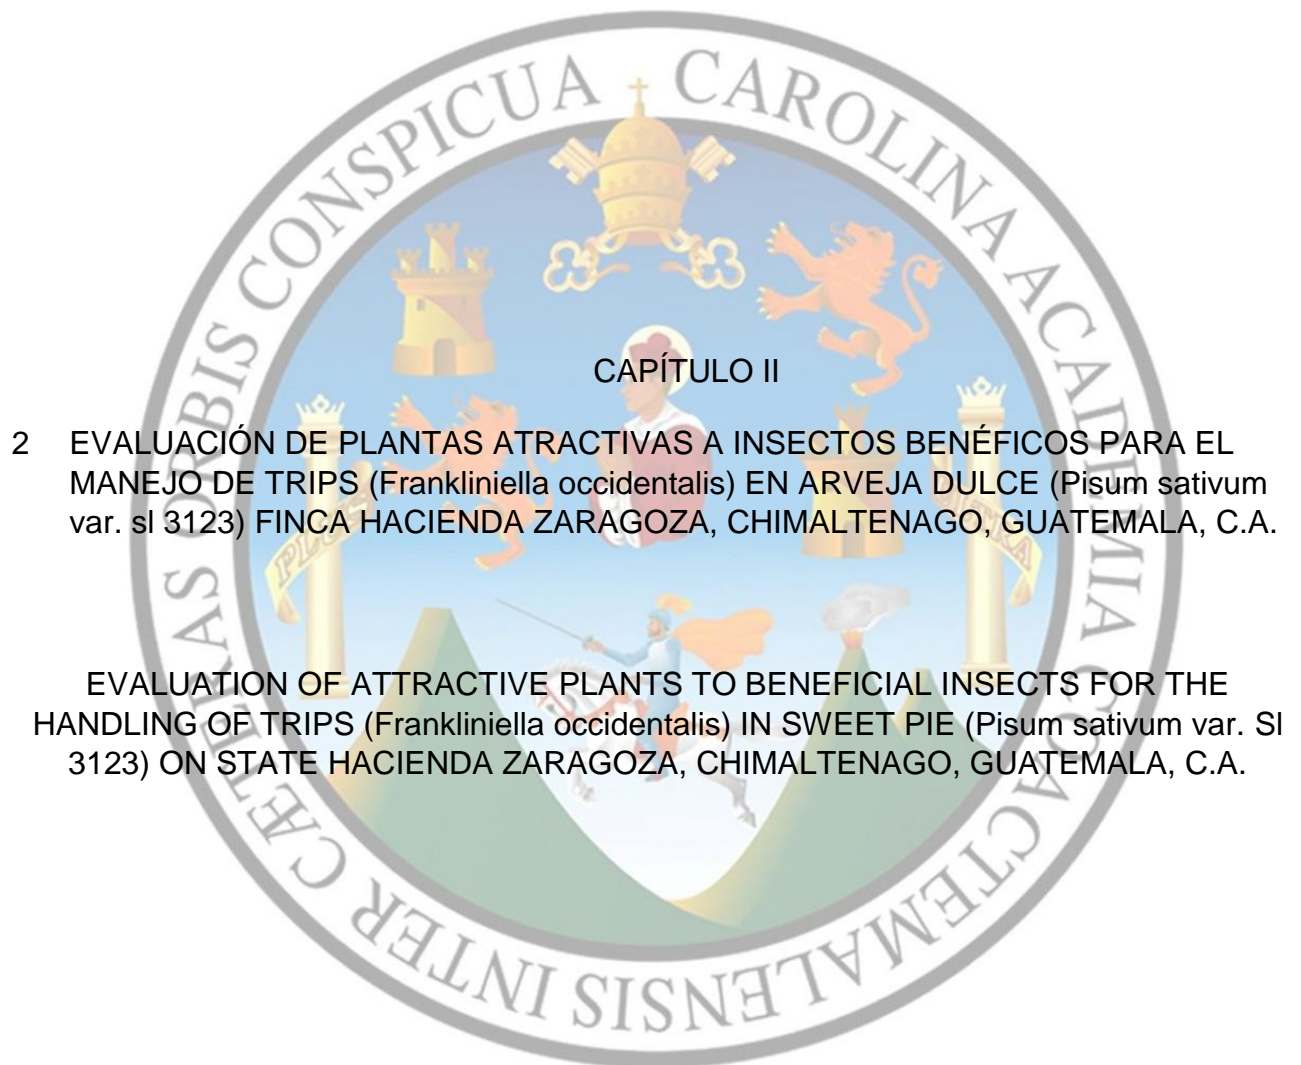 CAPÍTULO II
2 EVALUACIÓN DE PLANTAS ATRACTIVAS A INSECTOS BENÉFICOS PARA EL
MANEJO DE TRIPS (Frankliniella occidentalis) EN ARVEJA DULCE (Pisum sativum
var. sl 3123) FINCA HACIENDA ZARAGOZA, CHIMALTENAGO, GUATEMALA, C.A.
EVALUATION OF ATTRACTIVE PLANTS TO BENEFICIAL INSECTS FOR THE
HANDLING OF TRIPS (Frankliniella occidentalis) IN SWEET PIE (Pisum sativum var. Sl
3123) ON STATE HACIENDA ZARAGOZA, CHIMALTENAGO, GUATEMALA, C.A.
CAROLINA ACADEMIA COACTEMALENSIS INTER CÆTERAS ORBIS CONSPICUA
PLUS
ULTRA